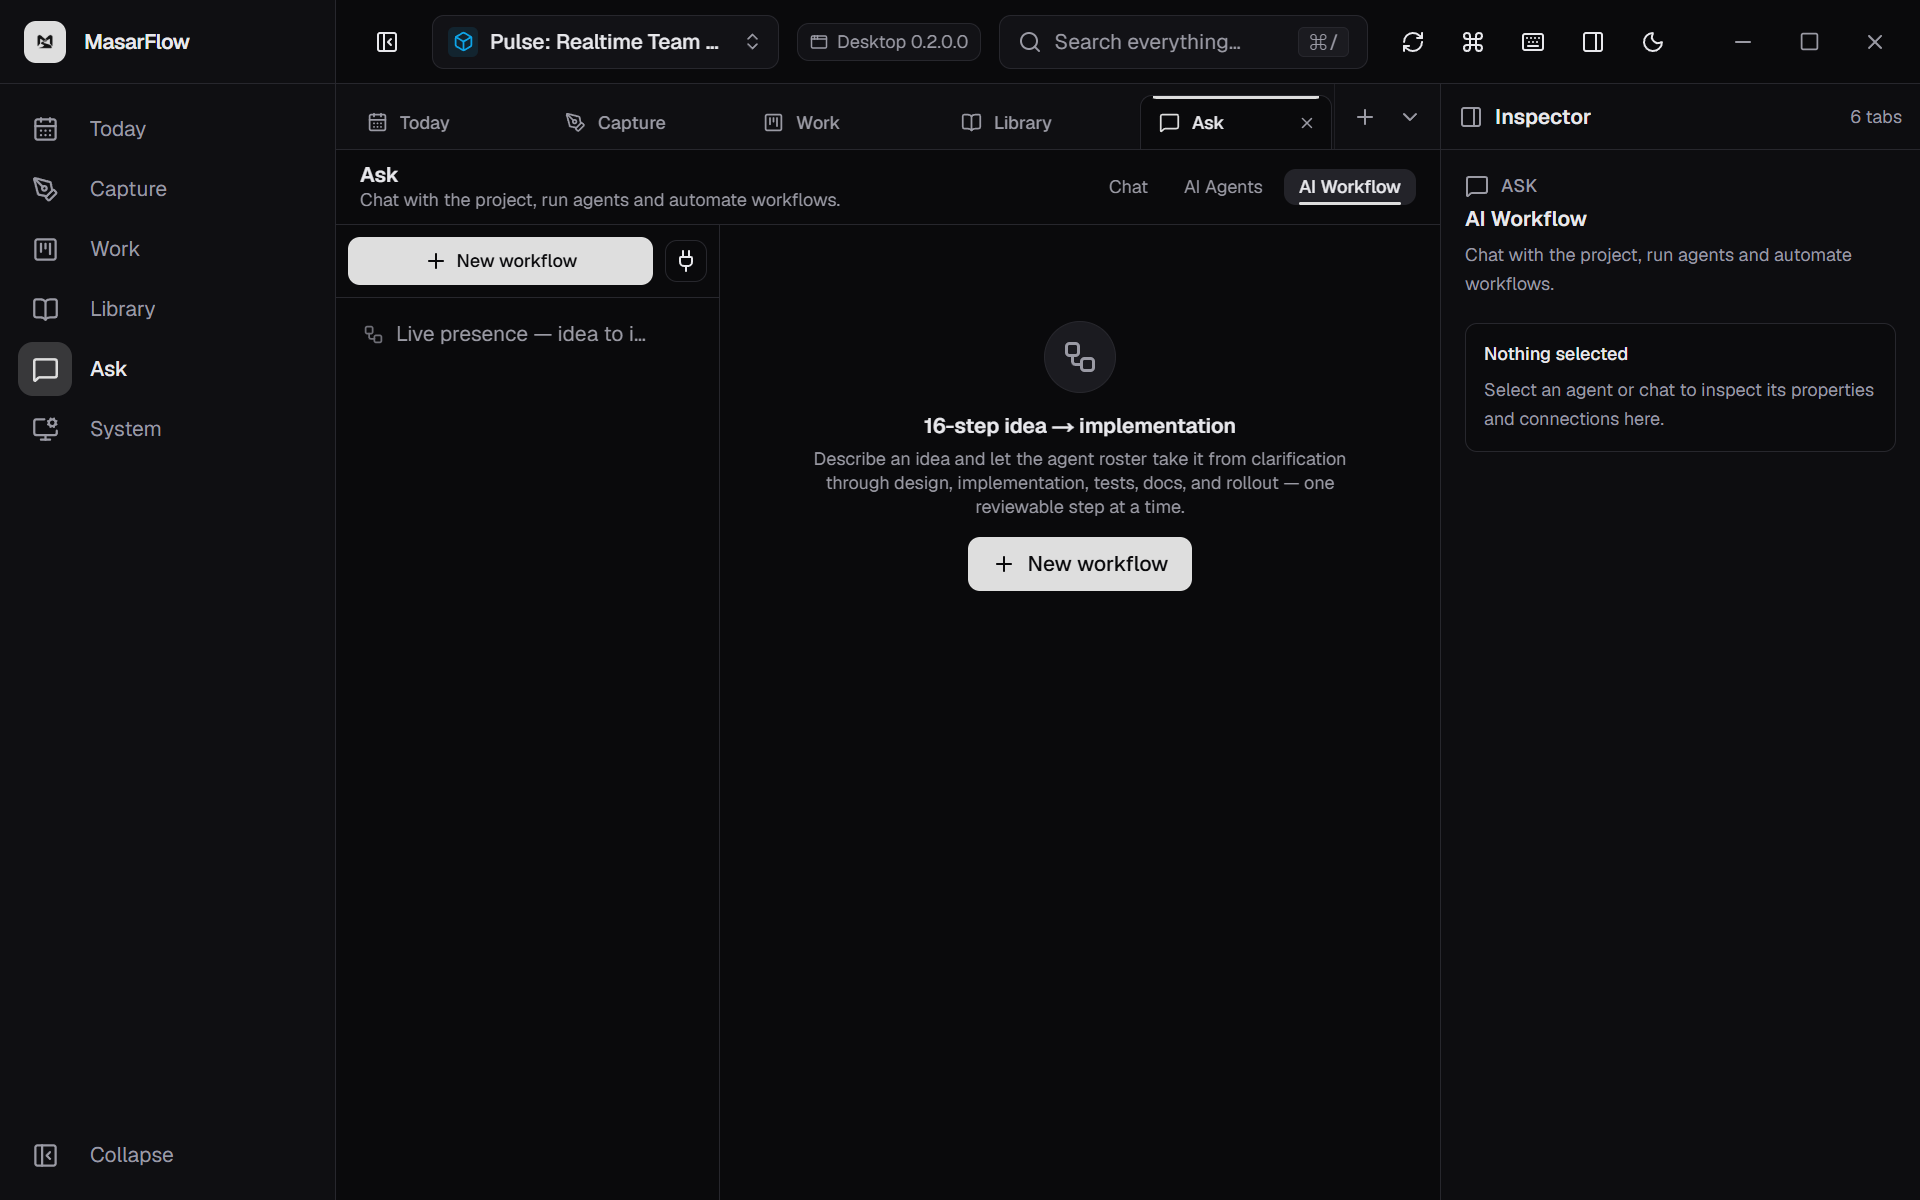 MasarFlow
Pulse: Realtime Team ...
Desktop 0.2.0.0
Search everything...
⌘/
Today
Capture
Work
Library
Ask
System
Collapse
Today
Capture
Work
Library
Ask
Ask
Chat with the project, run agents and automate workflows.
Chat
AI Agents
AI Workflow
New workflow
Live presence — idea to i...
16-step idea → implementation
Describe an idea and let the agent roster take it from clarification
through design, implementation, tests, docs, and rollout — one
reviewable step at a time.
New workflow
Inspector
6 tabs
ASK
AI Workflow
Chat with the project, run agents and automate
workflows.
Nothing selected
Select an agent or chat to inspect its properties
and connections here.